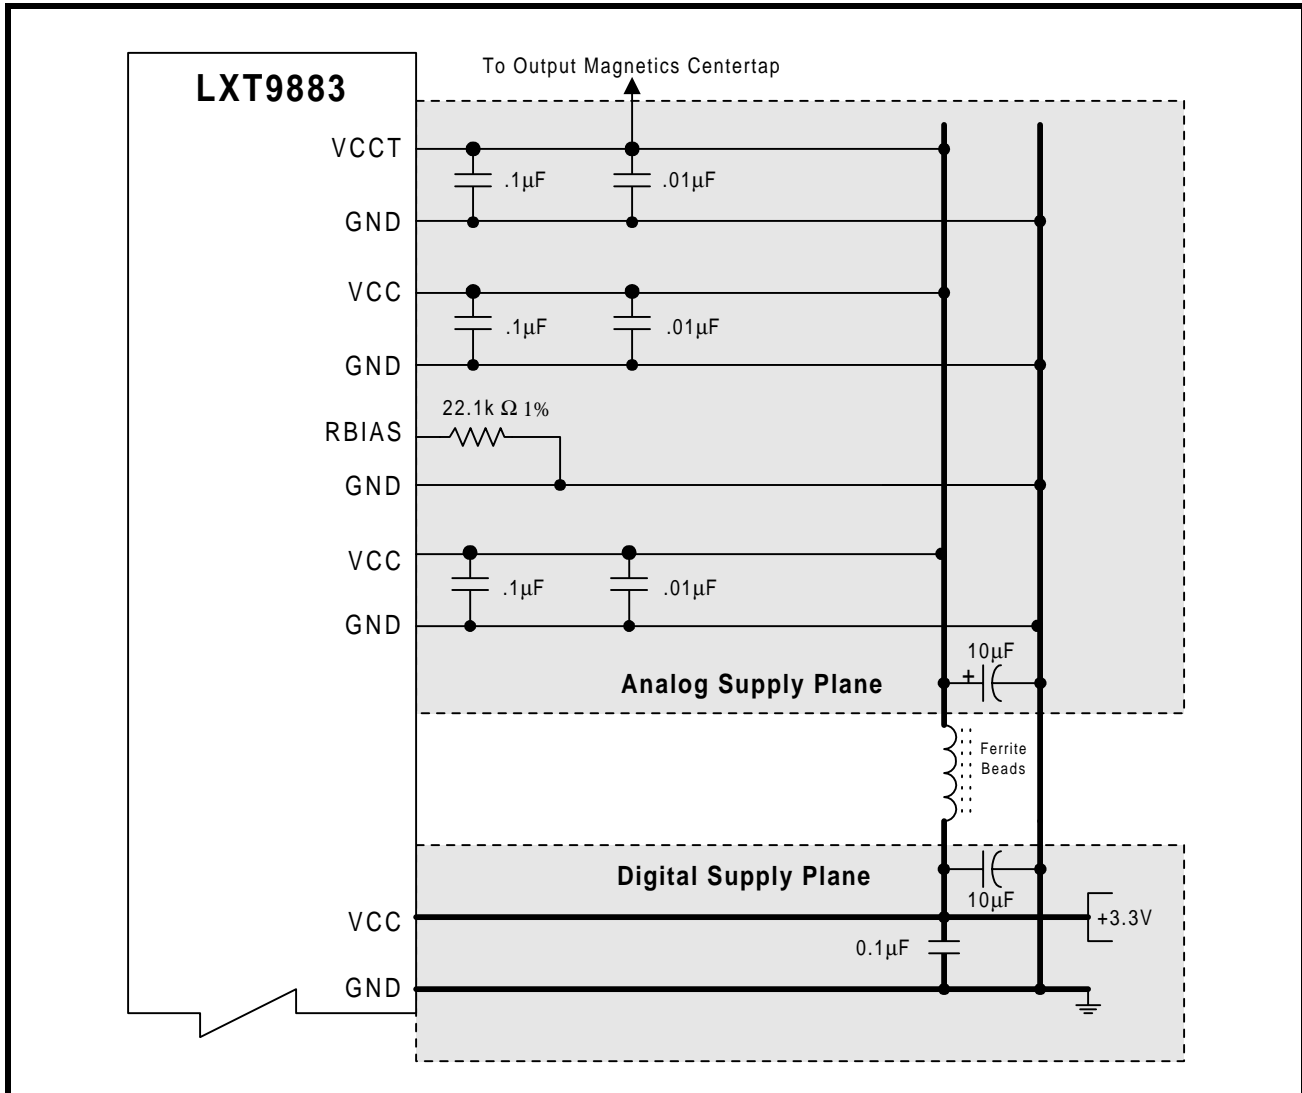 To Output Magnetics Centertap
LXT9883
VCCT
.1µF
.01µF
GND
VCC
.1µF
.01µF
GND
22.1k Ω 1%
RBIAS
GND
VCC
.1µF
.01µF
GND
10µF
+
Analog Supply Plane
Ferrite
Beads
Digital Supply Plane
10µF
VCC
+3.3V
0.1µF
GND